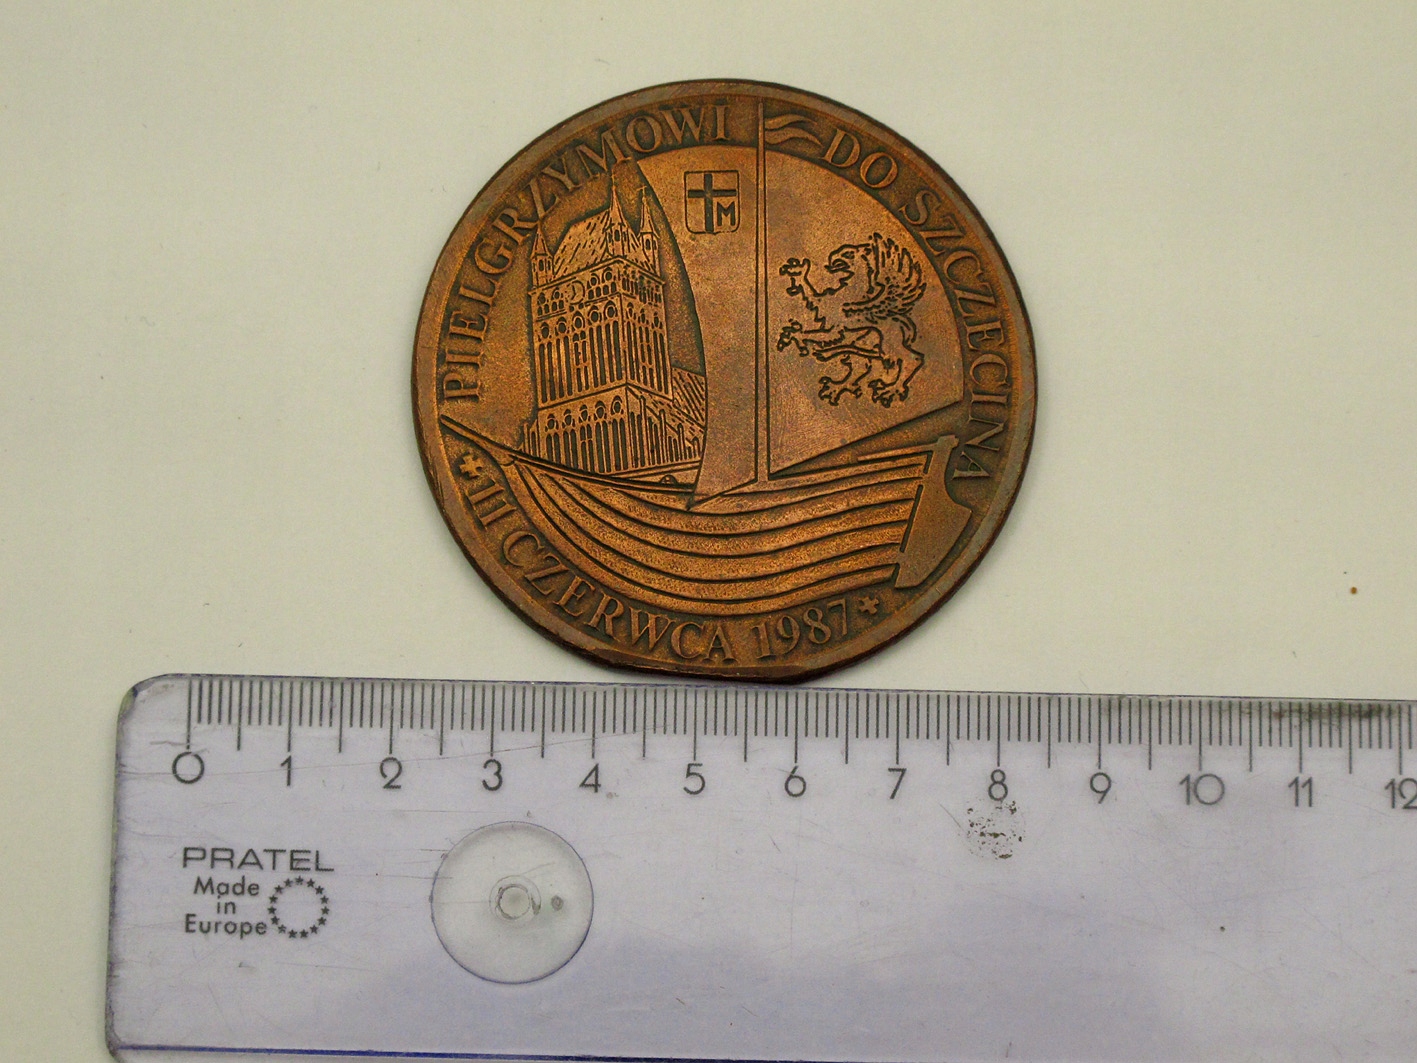 PIELGRZYMOWI DO SZCZECINA
M
11 CZERWCA 1987
0 1 2 3 4 5 6 7 8 9 10 11 12
PRATEL
Made
in
Europe